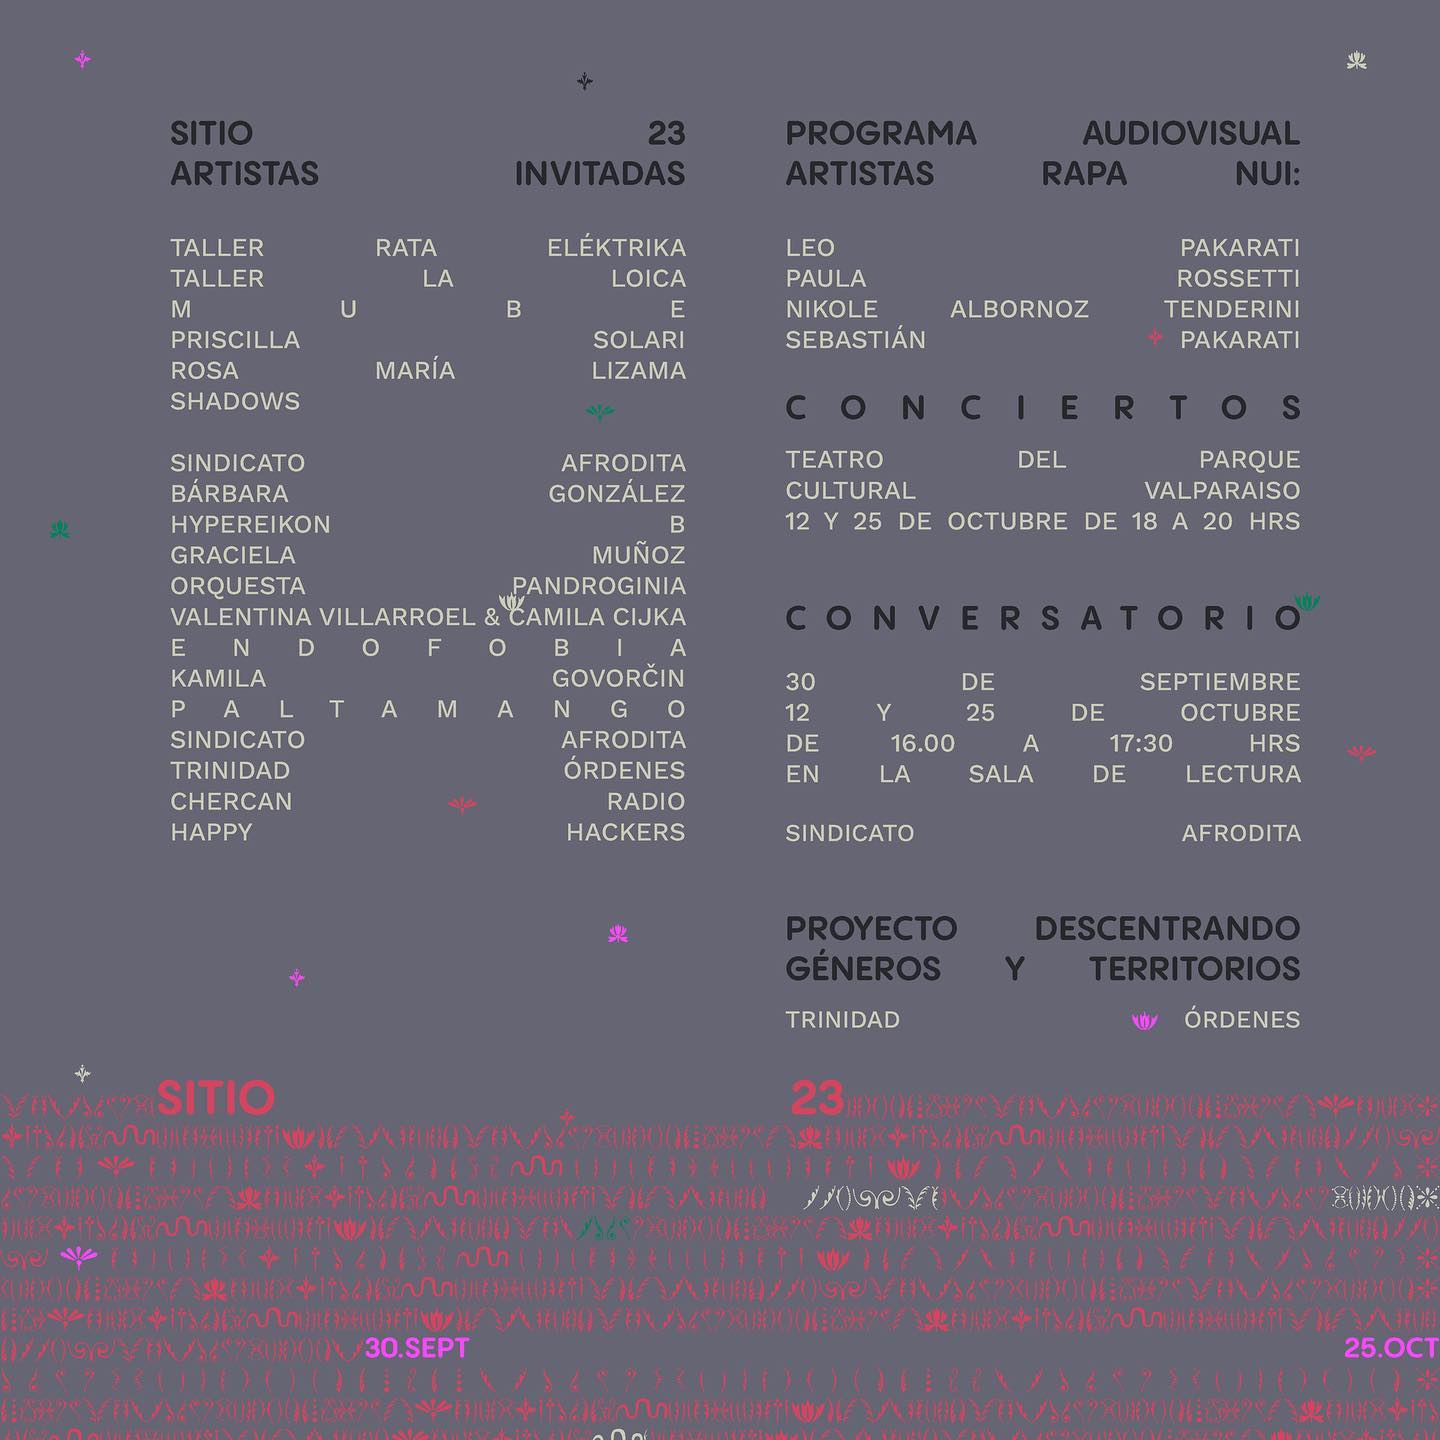 SITIO 23
ARTISTAS INVITADAS
TALLER RATA ELÉKTRIKA
TALLER LA LOICA
M U B E
PRISCILLA SOLARI
ROSA MARÍA LIZAMA
SHADOWS
SINDICATO AFRODITA
BÁRBARA GONZÁLEZ
HYPEREIKON B
GRACIELA MUÑOZ
ORQUESTA PANDROGINIA
VALENTINA VILLARROEL & CAMILA CIJKA
E N D O F O B I A
KAMILA GOVORČIN
P A L T A M A N G O
SINDICATO AFRODITA
TRINIDAD ÓRDENES
CHERCAN RADIO
HAPPY HACKERS
PROGRAMA AUDIOVISUAL
ARTISTAS RAPA NUI:
LEO PAKARATI
PAULA ROSSETTI
NIKOLE ALBORNOZ TENDERINI
SEBASTIÁN PAKARATI
C O N C I E R T O S
TEATRO DEL PARQUE
CULTURAL VALPARAISO
12 Y 25 DE OCTUBRE DE 18 A 20 HRS
C O N V E R S A T O R I O
30 DE SEPTIEMBRE
12 Y 25 DE OCTUBRE
DE 16.00 A 17:30 HRS
EN LA SALA DE LECTURA
SINDICATO AFRODITA
PROYECTO DESCENTRANDO
GÉNEROS Y TERRITORIOS
TRINIDAD ÓRDENES
SITIO 23
30.SEPT 25.OCT